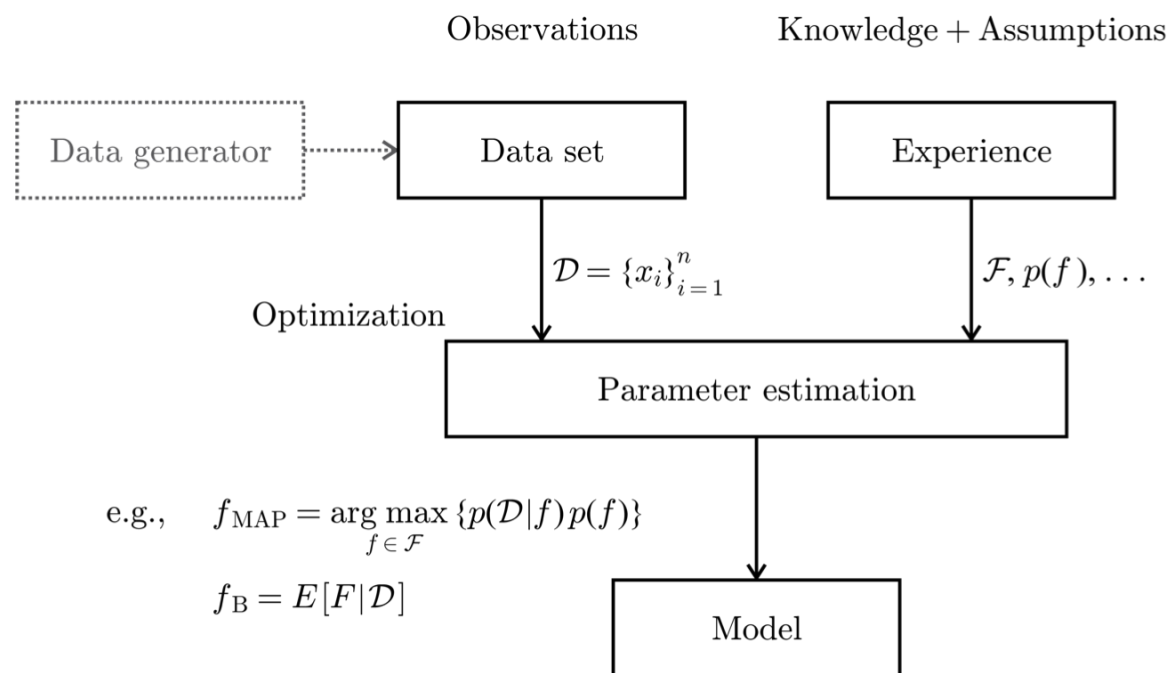 Observations
Knowledge + Assumptions
Data generator
Data set
Experience
𝒟 = {x_i}_{i=1}^n
ℱ, p(f), . . .
Optimization
Parameter estimation
e.g., f_MAP = arg max_{f ∈ ℱ} {p(𝒟|f)p(f)}
f_B = E[F|𝒟]
Model